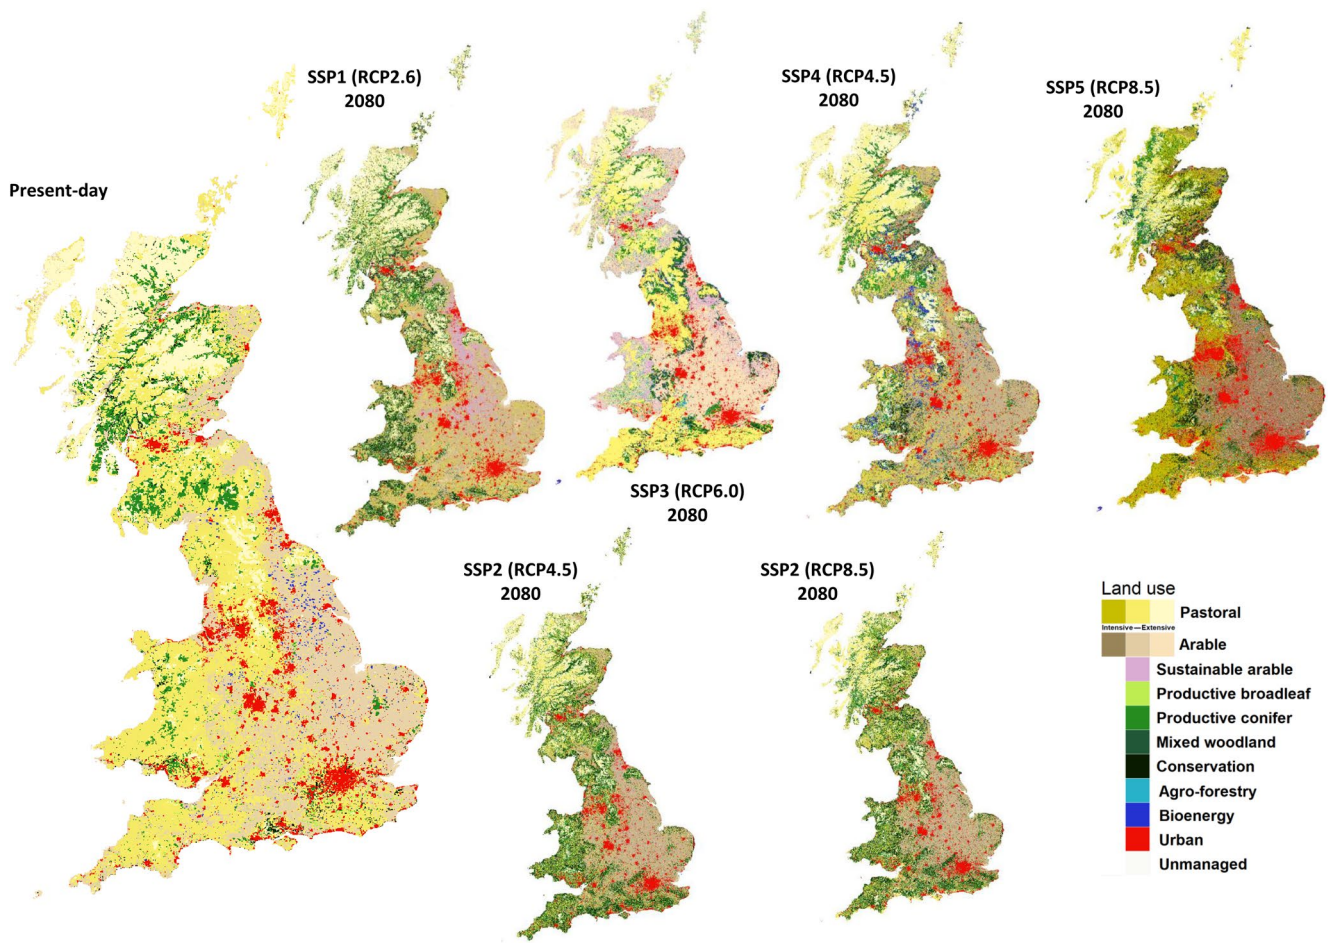 SSP1 (RCP2.6)
2080
SSP4 (RCP4.5)
2080
SSP5 (RCP8.5)
2080
Present-day
SSP3 (RCP6.0)
2080
SSP2 (RCP4.5)
2080
SSP2 (RCP8.5)
2080
Land use
Pastoral
Intensive — Extensive
Arable
Sustainable arable
Productive broadleaf
Productive conifer
Mixed woodland
Conservation
Agro-forestry
Bioenergy
Urban
Unmanaged